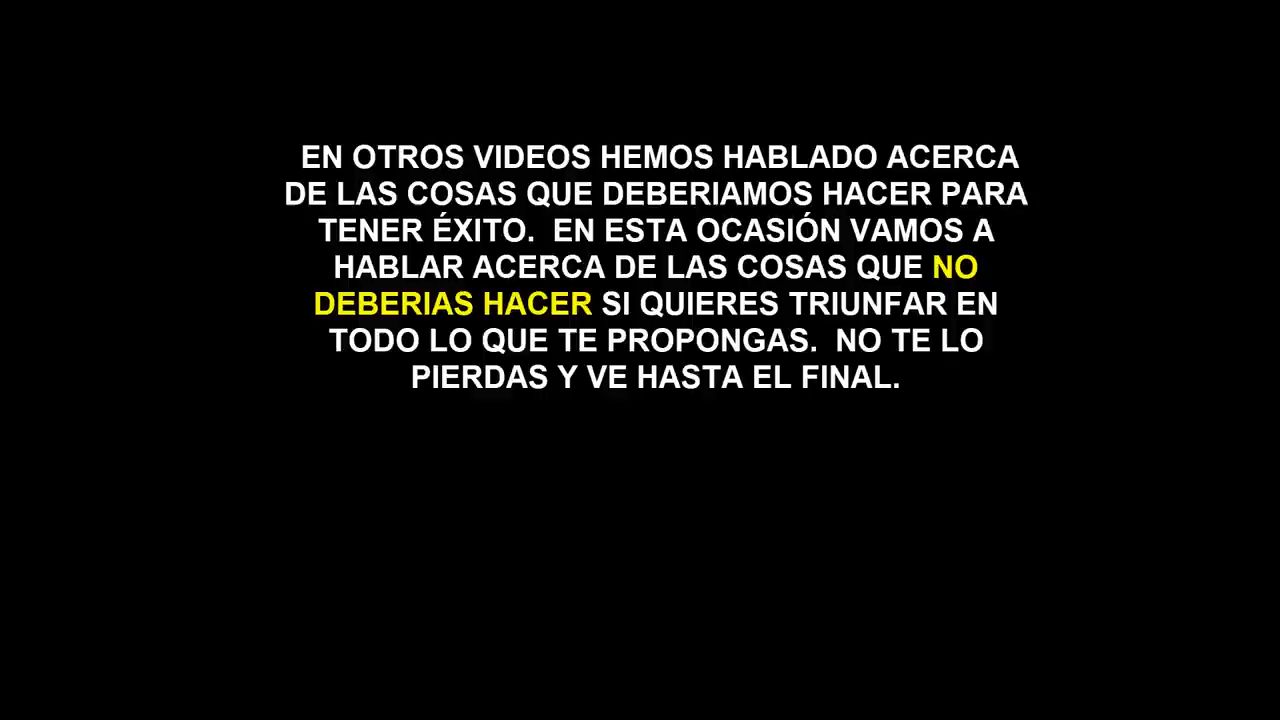 EN OTROS VIDEOS HEMOS HABLADO ACERCA
DE LAS COSAS QUE DEBERIAMOS HACER PARA
TENER ÉXITO.  EN ESTA OCASIÓN VAMOS A
HABLAR ACERCA DE LAS COSAS QUE NO
DEBERIAS HACER SI QUIERES TRIUNFAR EN
TODO LO QUE TE PROPONGAS.  NO TE LO
PIERDAS Y VE HASTA EL FINAL.